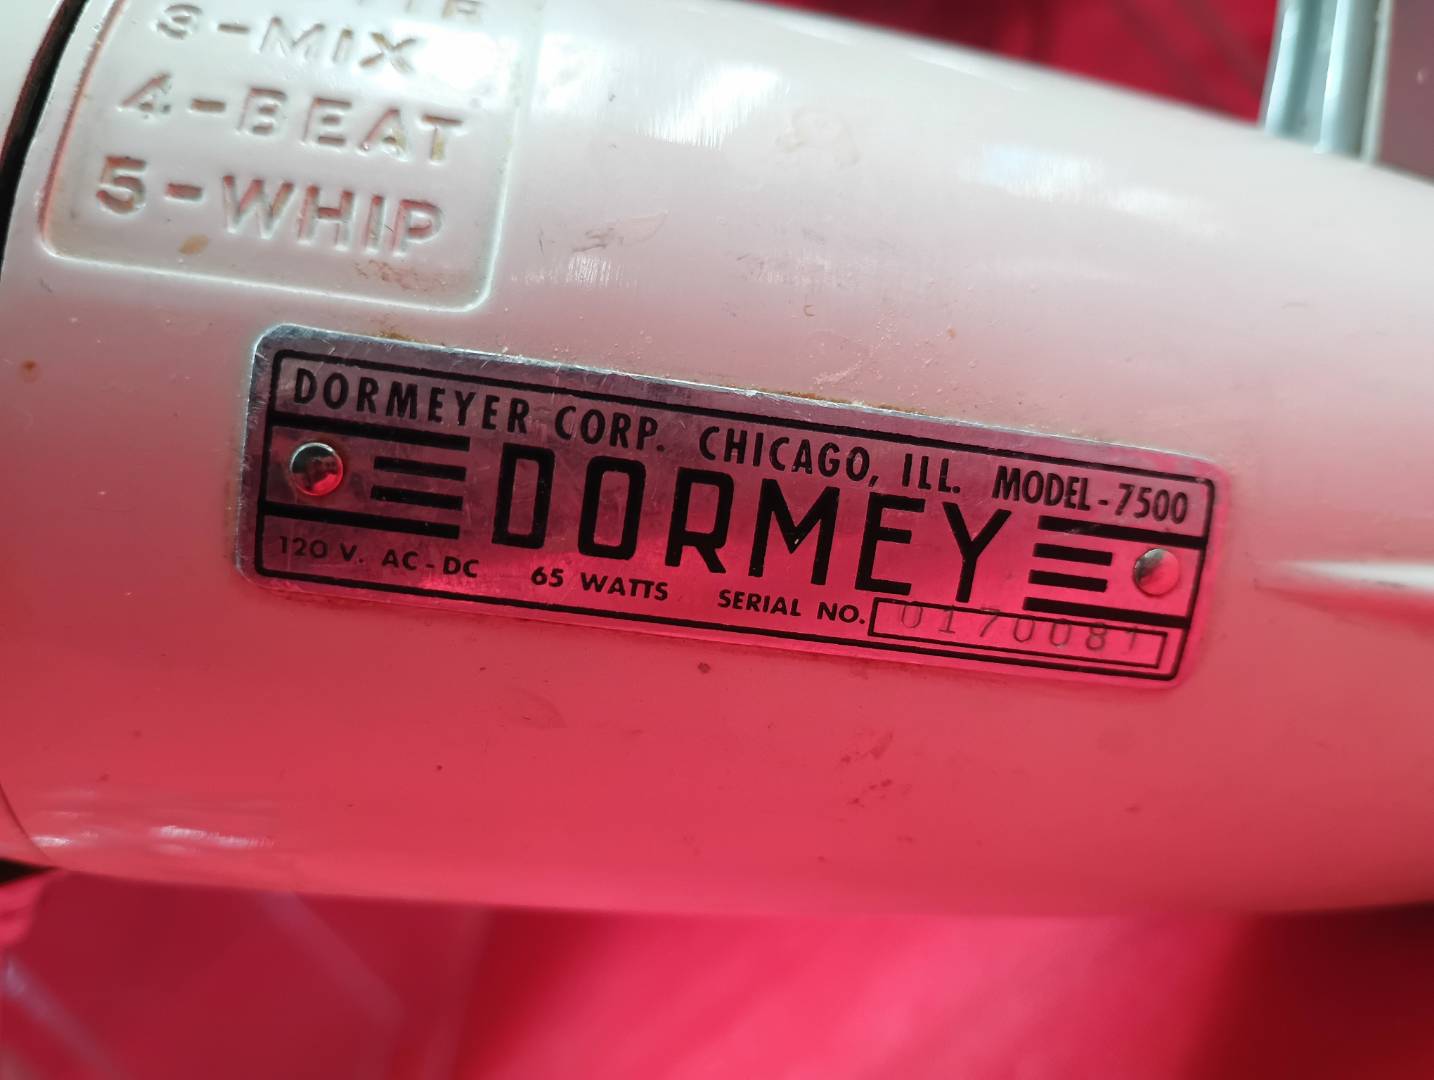 3-MIX
4-BEAT
5-WHIP
DORMEYER CORP. CHICAGO, ILL. MODEL-7500
DORMEY
120 V. AC-DC 65 WATTS SERIAL NO. 0170081